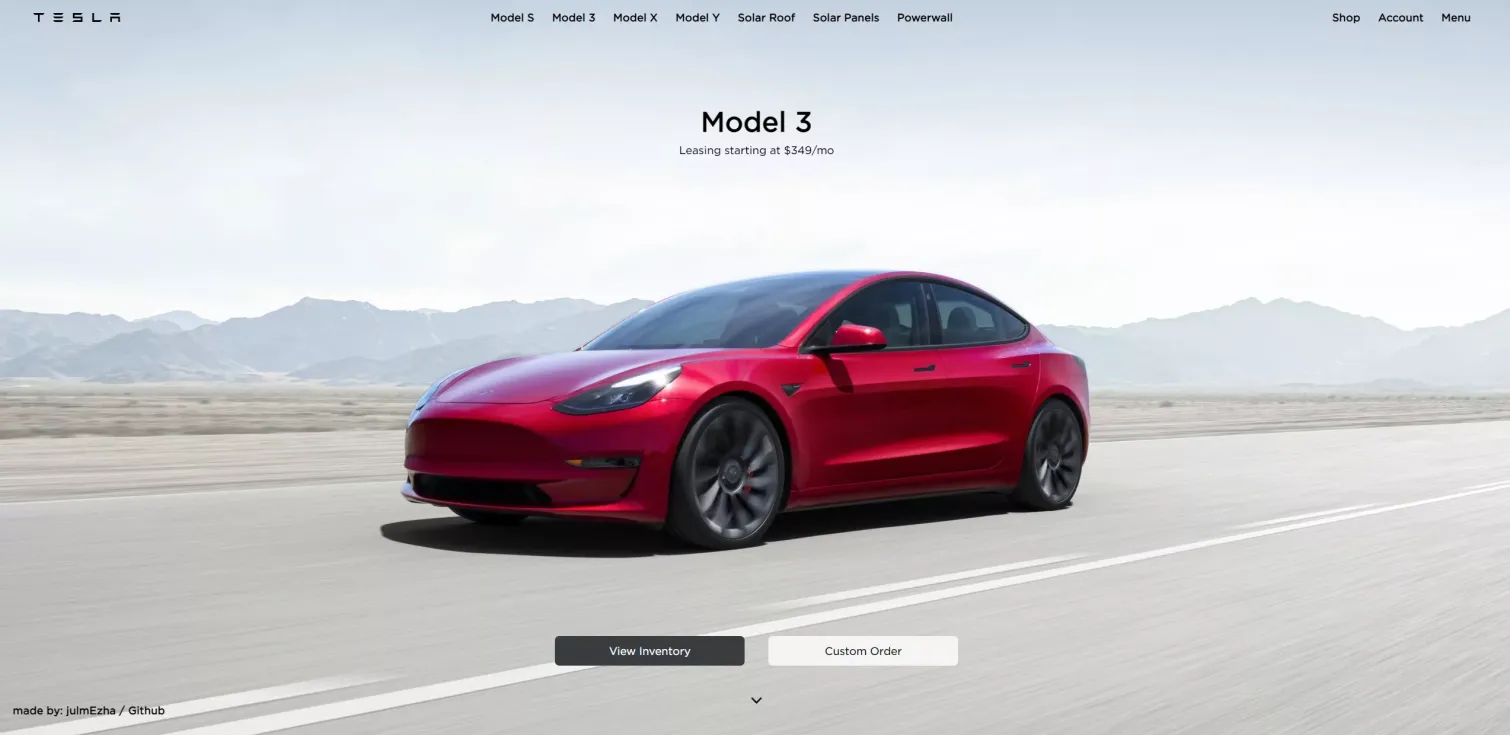 TESLA
Model S Model 3 Model X Model Y Solar Roof Solar Panels Powerwall
Shop Account Menu
Model 3
Leasing starting at $349/mo
View Inventory
Custom Order
made by: julmEzha / Github